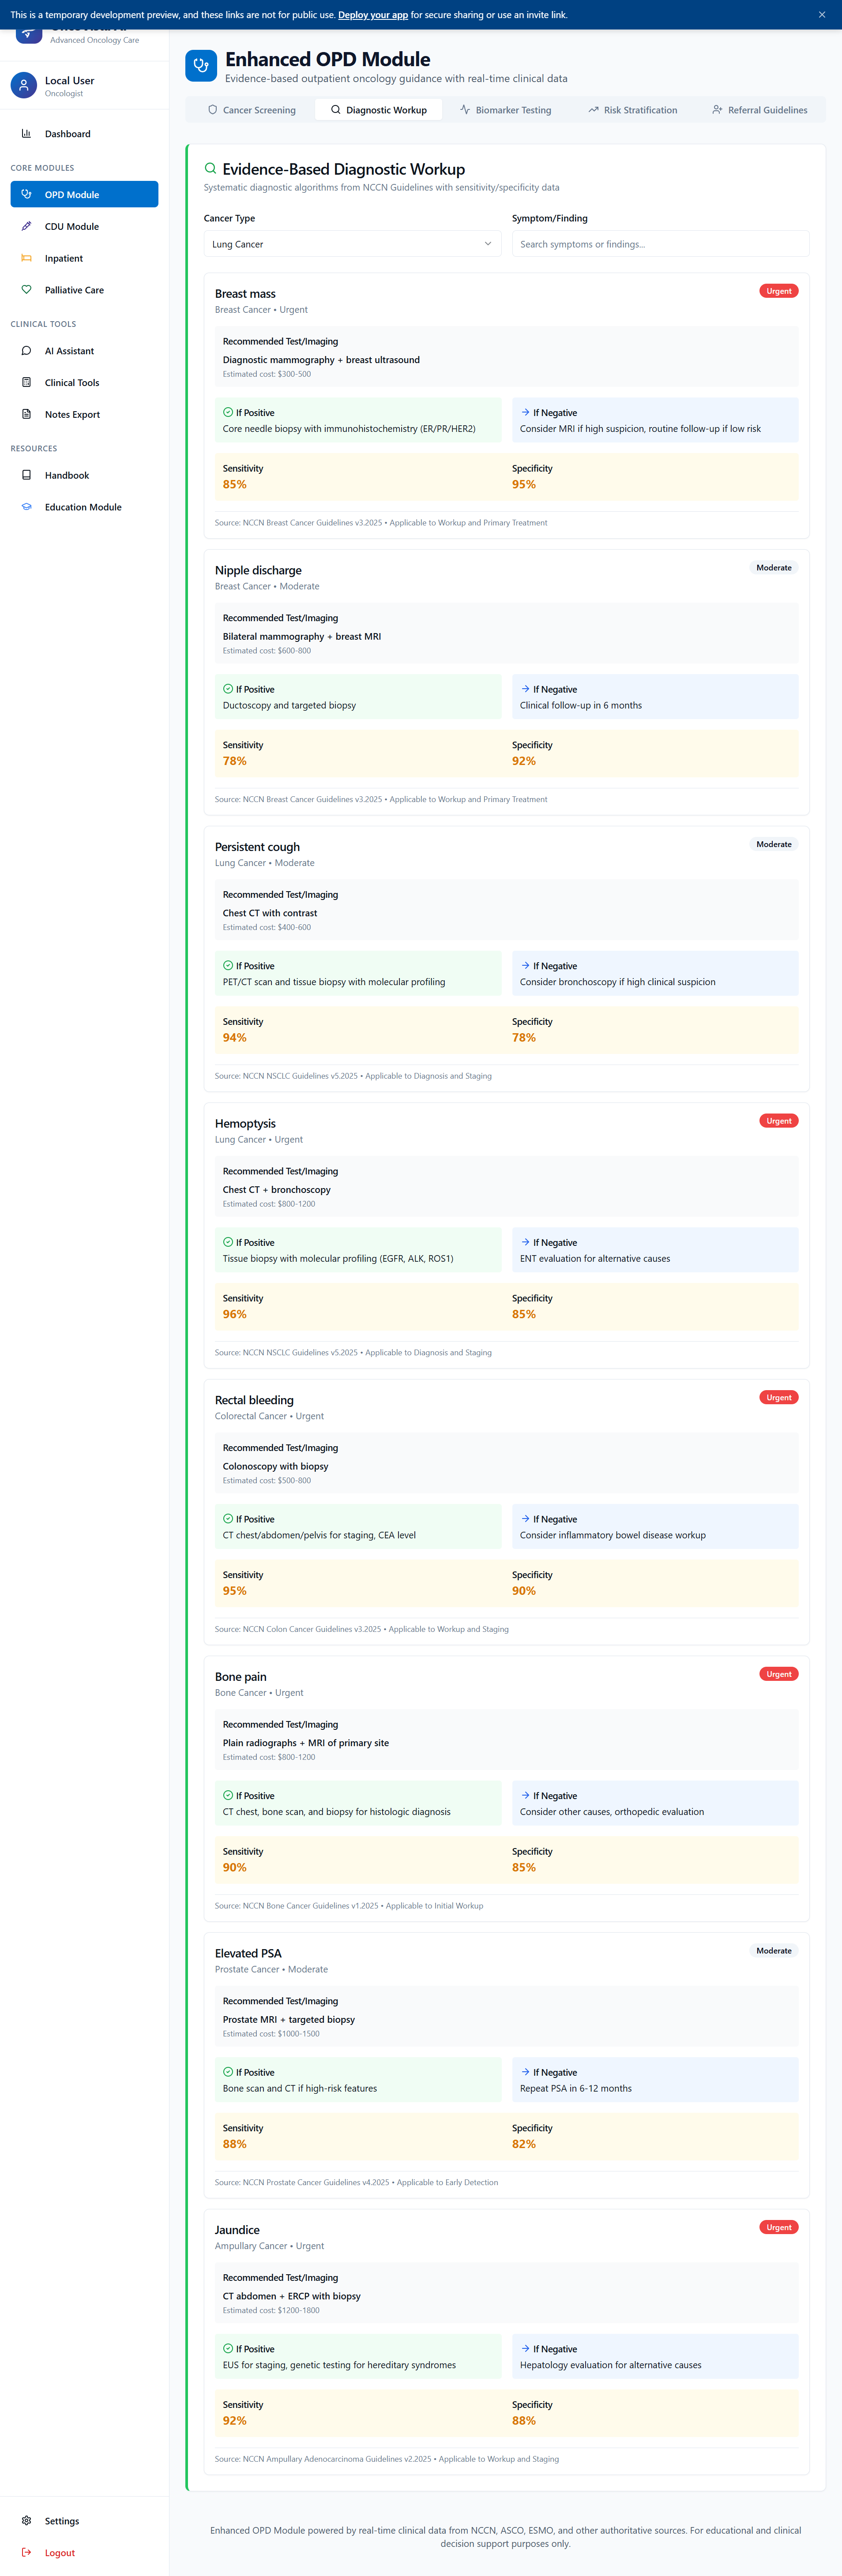 This is a temporary development preview, and these links are not for public use. Deploy your app for secure sharing or use an invite link.
Advanced Oncology Care
Local User
Oncologist
Dashboard
CORE MODULES
OPD Module
CDU Module
Inpatient
Palliative Care
CLINICAL TOOLS
AI Assistant
Clinical Tools
Notes Export
RESOURCES
Handbook
Education Module
Settings
Logout
Enhanced OPD Module
Evidence-based outpatient oncology guidance with real-time clinical data
Cancer Screening
Diagnostic Workup
Biomarker Testing
Risk Stratification
Referral Guidelines
Evidence-Based Diagnostic Workup
Systematic diagnostic algorithms from NCCN Guidelines with sensitivity/specificity data
Cancer Type
Symptom/Finding
Lung Cancer
Search symptoms or findings...
Breast mass
Urgent
Breast Cancer • Urgent
Recommended Test/Imaging
Diagnostic mammography + breast ultrasound
Estimated cost: $300-500
If Positive
Core needle biopsy with immunohistochemistry (ER/PR/HER2)
If Negative
Consider MRI if high suspicion, routine follow-up if low risk
Sensitivity
85%
Specificity
95%
Source: NCCN Breast Cancer Guidelines v3.2025 • Applicable to Workup and Primary Treatment
Nipple discharge
Moderate
Breast Cancer • Moderate
Recommended Test/Imaging
Bilateral mammography + breast MRI
Estimated cost: $600-800
If Positive
Ductoscopy and targeted biopsy
If Negative
Clinical follow-up in 6 months
Sensitivity
78%
Specificity
92%
Source: NCCN Breast Cancer Guidelines v3.2025 • Applicable to Workup and Primary Treatment
Persistent cough
Moderate
Lung Cancer • Moderate
Recommended Test/Imaging
Chest CT with contrast
Estimated cost: $400-600
If Positive
PET/CT scan and tissue biopsy with molecular profiling
If Negative
Consider bronchoscopy if high clinical suspicion
Sensitivity
94%
Specificity
78%
Source: NCCN NSCLC Guidelines v5.2025 • Applicable to Diagnosis and Staging
Hemoptysis
Urgent
Lung Cancer • Urgent
Recommended Test/Imaging
Chest CT + bronchoscopy
Estimated cost: $800-1200
If Positive
Tissue biopsy with molecular profiling (EGFR, ALK, ROS1)
If Negative
ENT evaluation for alternative causes
Sensitivity
96%
Specificity
85%
Source: NCCN NSCLC Guidelines v5.2025 • Applicable to Diagnosis and Staging
Rectal bleeding
Urgent
Colorectal Cancer • Urgent
Recommended Test/Imaging
Colonoscopy with biopsy
Estimated cost: $500-800
If Positive
CT chest/abdomen/pelvis for staging, CEA level
If Negative
Consider inflammatory bowel disease workup
Sensitivity
95%
Specificity
90%
Source: NCCN Colon Cancer Guidelines v3.2025 • Applicable to Workup and Staging
Bone pain
Urgent
Bone Cancer • Urgent
Recommended Test/Imaging
Plain radiographs + MRI of primary site
Estimated cost: $800-1200
If Positive
CT chest, bone scan, and biopsy for histologic diagnosis
If Negative
Consider other causes, orthopedic evaluation
Sensitivity
90%
Specificity
85%
Source: NCCN Bone Cancer Guidelines v1.2025 • Applicable to Initial Workup
Elevated PSA
Moderate
Prostate Cancer • Moderate
Recommended Test/Imaging
Prostate MRI + targeted biopsy
Estimated cost: $1000-1500
If Positive
Bone scan and CT if high-risk features
If Negative
Repeat PSA in 6-12 months
Sensitivity
88%
Specificity
82%
Source: NCCN Prostate Cancer Guidelines v4.2025 • Applicable to Early Detection
Jaundice
Urgent
Ampullary Cancer • Urgent
Recommended Test/Imaging
CT abdomen + ERCP with biopsy
Estimated cost: $1200-1800
If Positive
EUS for staging, genetic testing for hereditary syndromes
If Negative
Hepatology evaluation for alternative causes
Sensitivity
92%
Specificity
88%
Source: NCCN Ampullary Adenocarcinoma Guidelines v2.2025 • Applicable to Workup and Staging
Enhanced OPD Module powered by real-time clinical data from NCCN, ASCO, ESMO, and other authoritative sources. For educational and clinical
decision support purposes only.